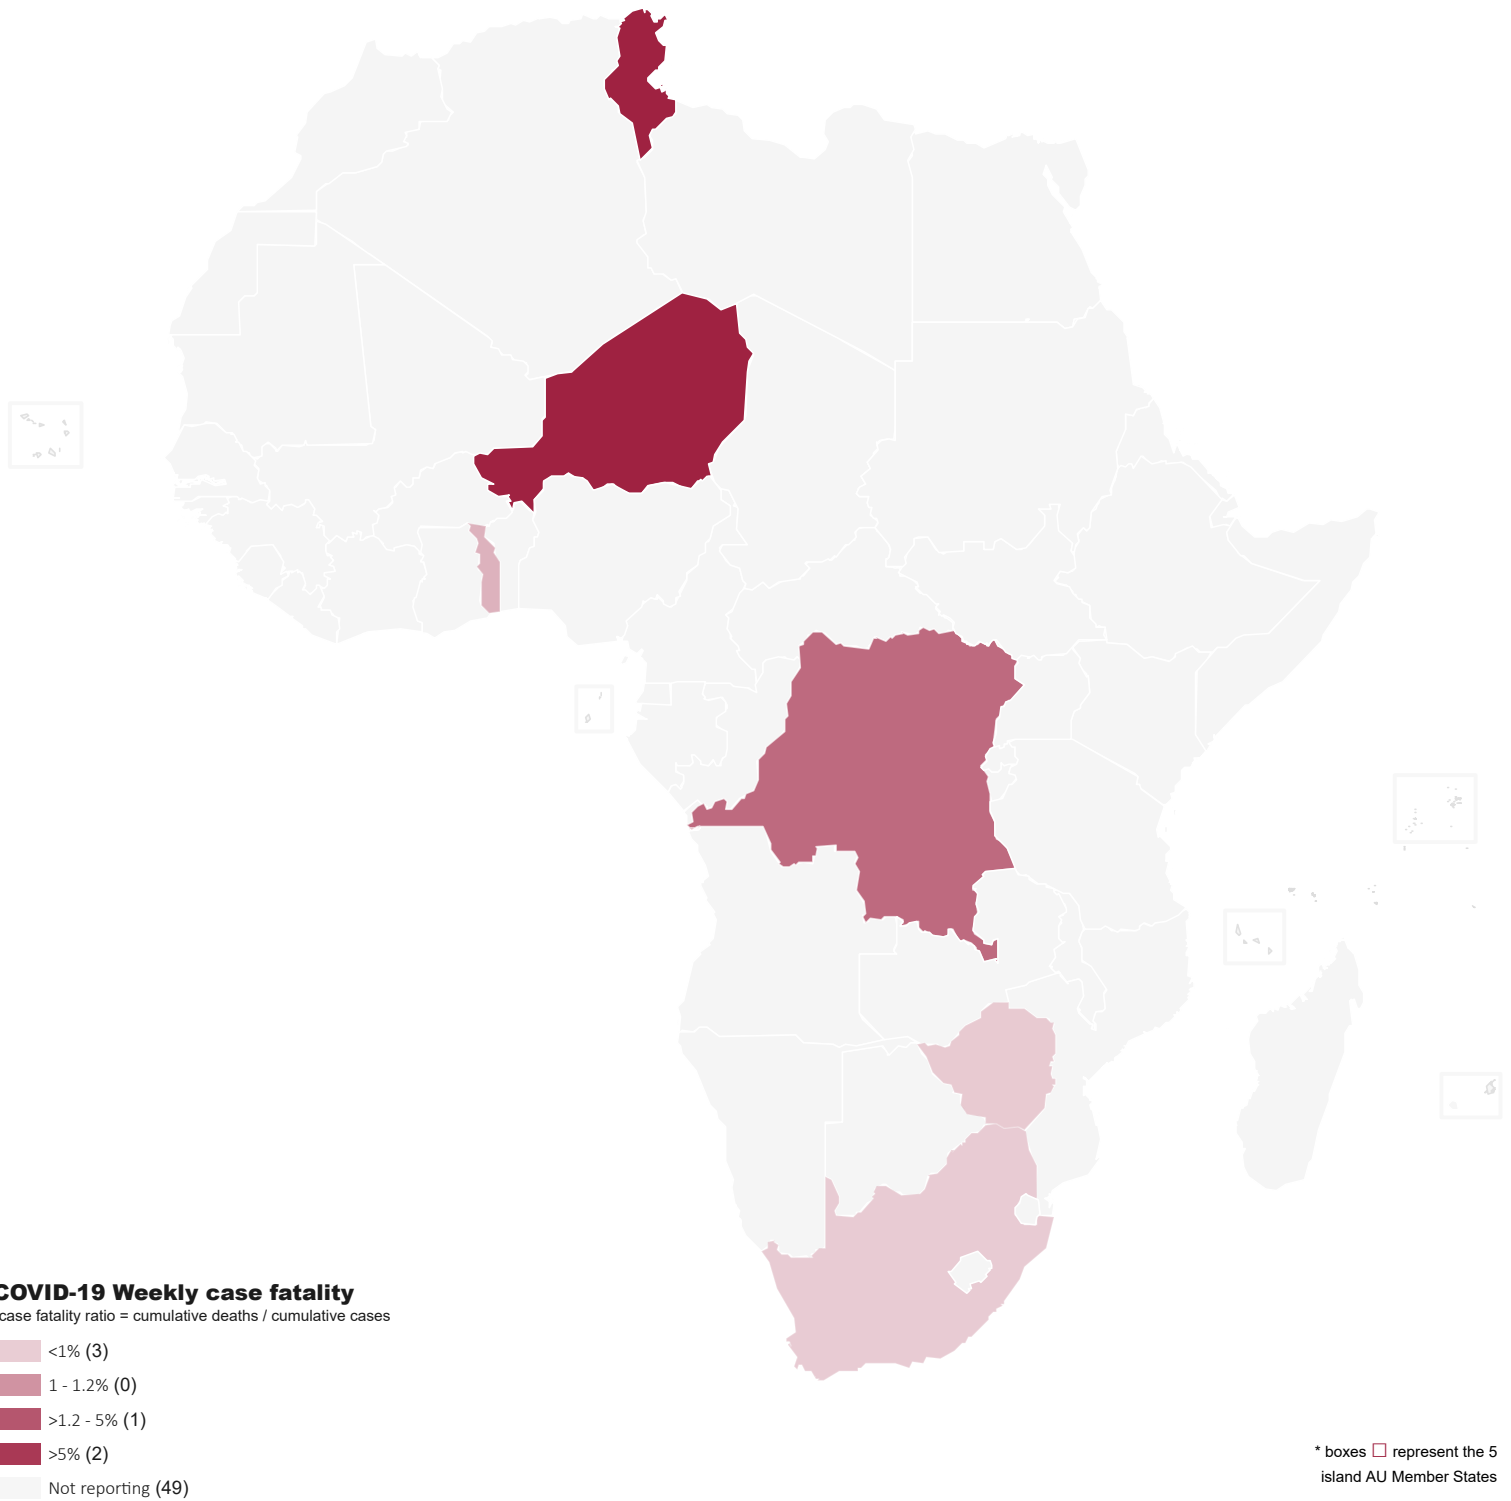 COVID-19 Weekly case fatality
case fatality ratio = cumulative deaths / cumulative cases
<1% (3)
1 - 1.2% (0)
>1.2 - 5% (1)
>5% (2)
Not reporting (49)
* boxes □ represent the 5
island AU Member States